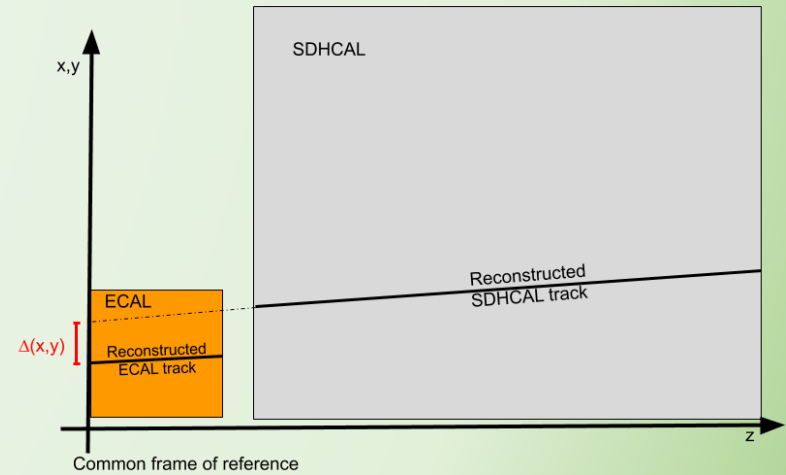 SDHCAL
x,y
Reconstructed
SDHCAL track
ECAL
Δ(x,y)
Reconstructed
ECAL track
z
Common frame of reference